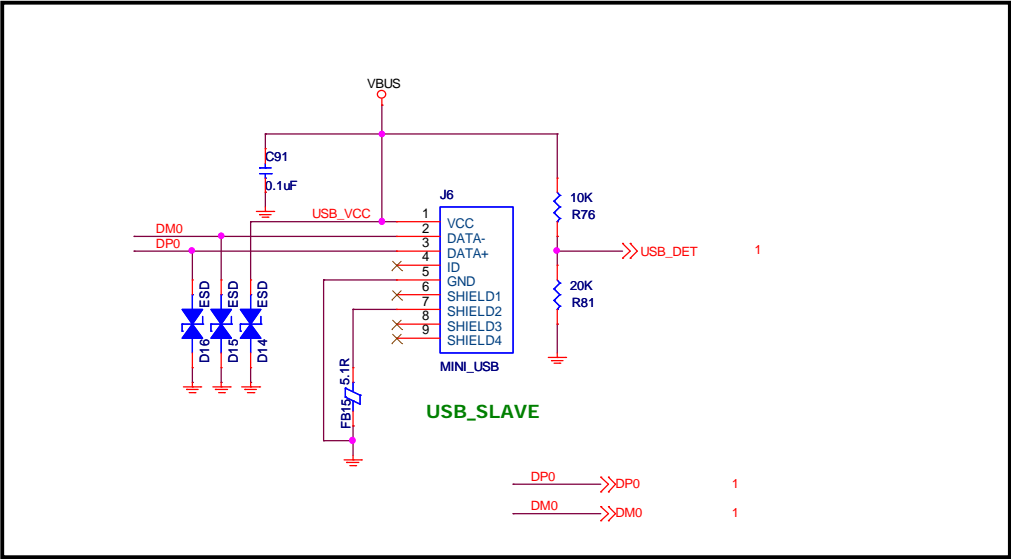 VBUS
C91
0.1uF
J6
10K
R76
USB_VCC
1
VCC
DM0
2
DATA-
DP0
3
DATA+
USB_DET
1
4
ID
5
GND
6
SHIELD1
7
SHIELD2
8
SHIELD3
9
SHIELD4
20K
R81
ESD
ESD
ESD
D16
D15
D14
MINI_USB
5.1R
FB15
USB_SLAVE
DP0
DP0
1
DM0
DM0
1